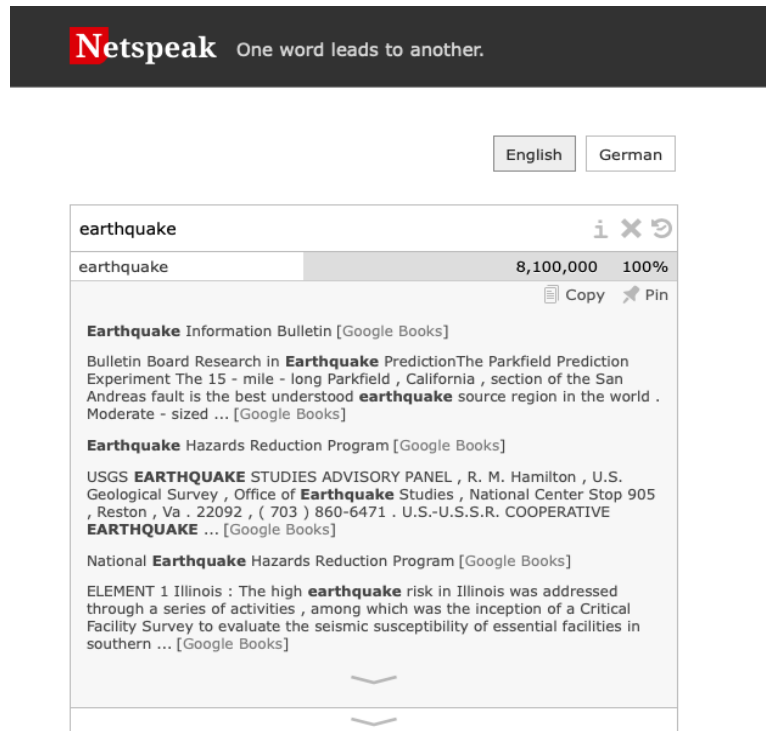 Netspeak One word leads to another.
English German
earthquake
earthquake 8,100,000 100%
Copy Pin
Earthquake Information Bulletin [Google Books]
Bulletin Board Research in Earthquake PredictionThe Parkfield Prediction
Experiment The 15 - mile - long Parkfield , California , section of the San
Andreas fault is the best understood earthquake source region in the world .
Moderate - sized ... [Google Books]
Earthquake Hazards Reduction Program [Google Books]
USGS EARTHQUAKE STUDIES ADVISORY PANEL , R. M. Hamilton , U.S.
Geological Survey , Office of Earthquake Studies , National Center Stop 905
, Reston , Va . 22092 , ( 703 ) 860-6471 . U.S.-U.S.S.R. COOPERATIVE
EARTHQUAKE ... [Google Books]
National Earthquake Hazards Reduction Program [Google Books]
ELEMENT 1 Illinois : The high earthquake risk in Illinois was addressed
through a series of activities , among which was the inception of a Critical
Facility Survey to evaluate the seismic susceptibility of essential facilities in
southern ... [Google Books]